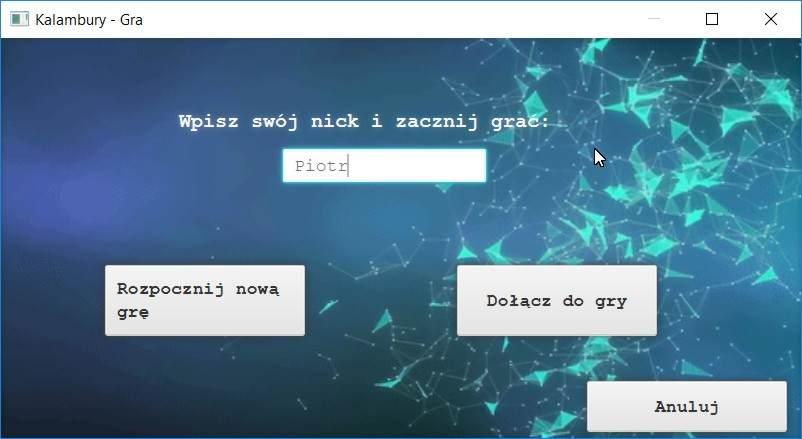 Kalambury - Gra
Wpisz swój nick i zacznij grać:
Piotr
Rozpocznij nową
grę
Dołącz do gry
Anuluj